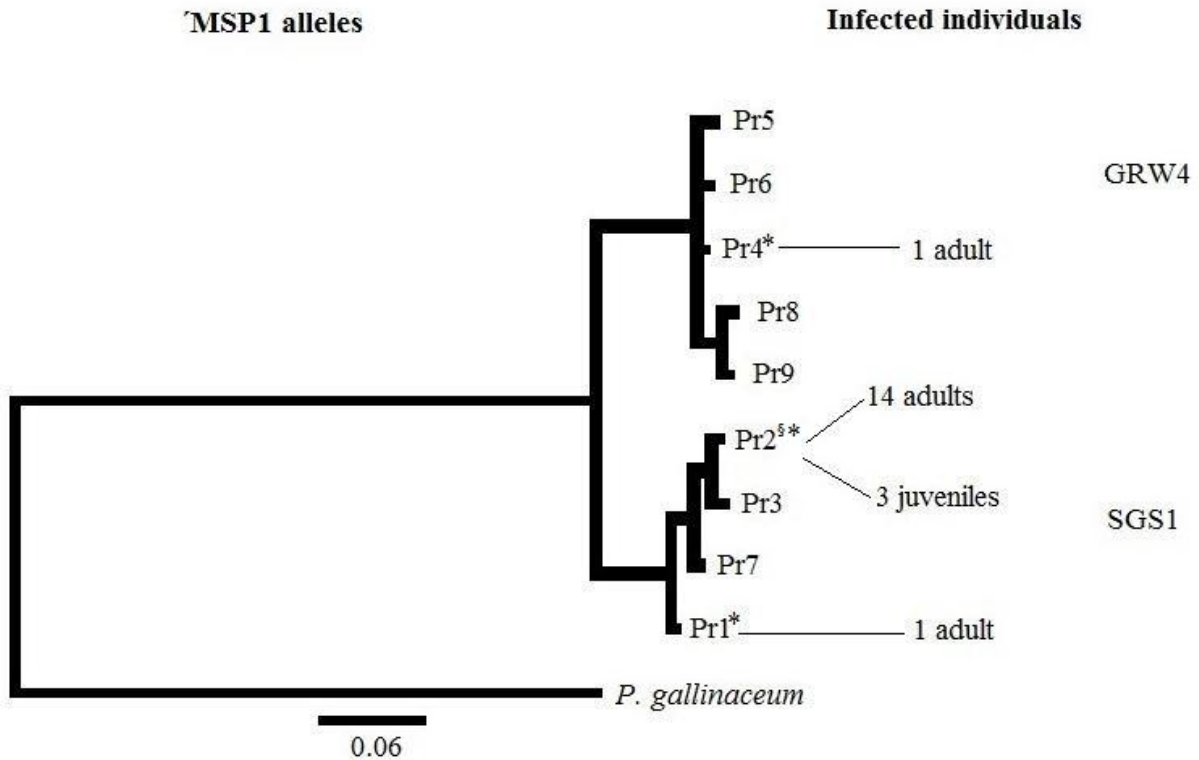 ´MSP1 alleles
Infected individuals
Pr5
Pr6
GRW4
Pr4*
1 adult
Pr8
Pr9
14 adults
Pr2§*
3 juveniles
Pr3
SGS1
Pr7
Pr1*
1 adult
P. gallinaceum
0.06